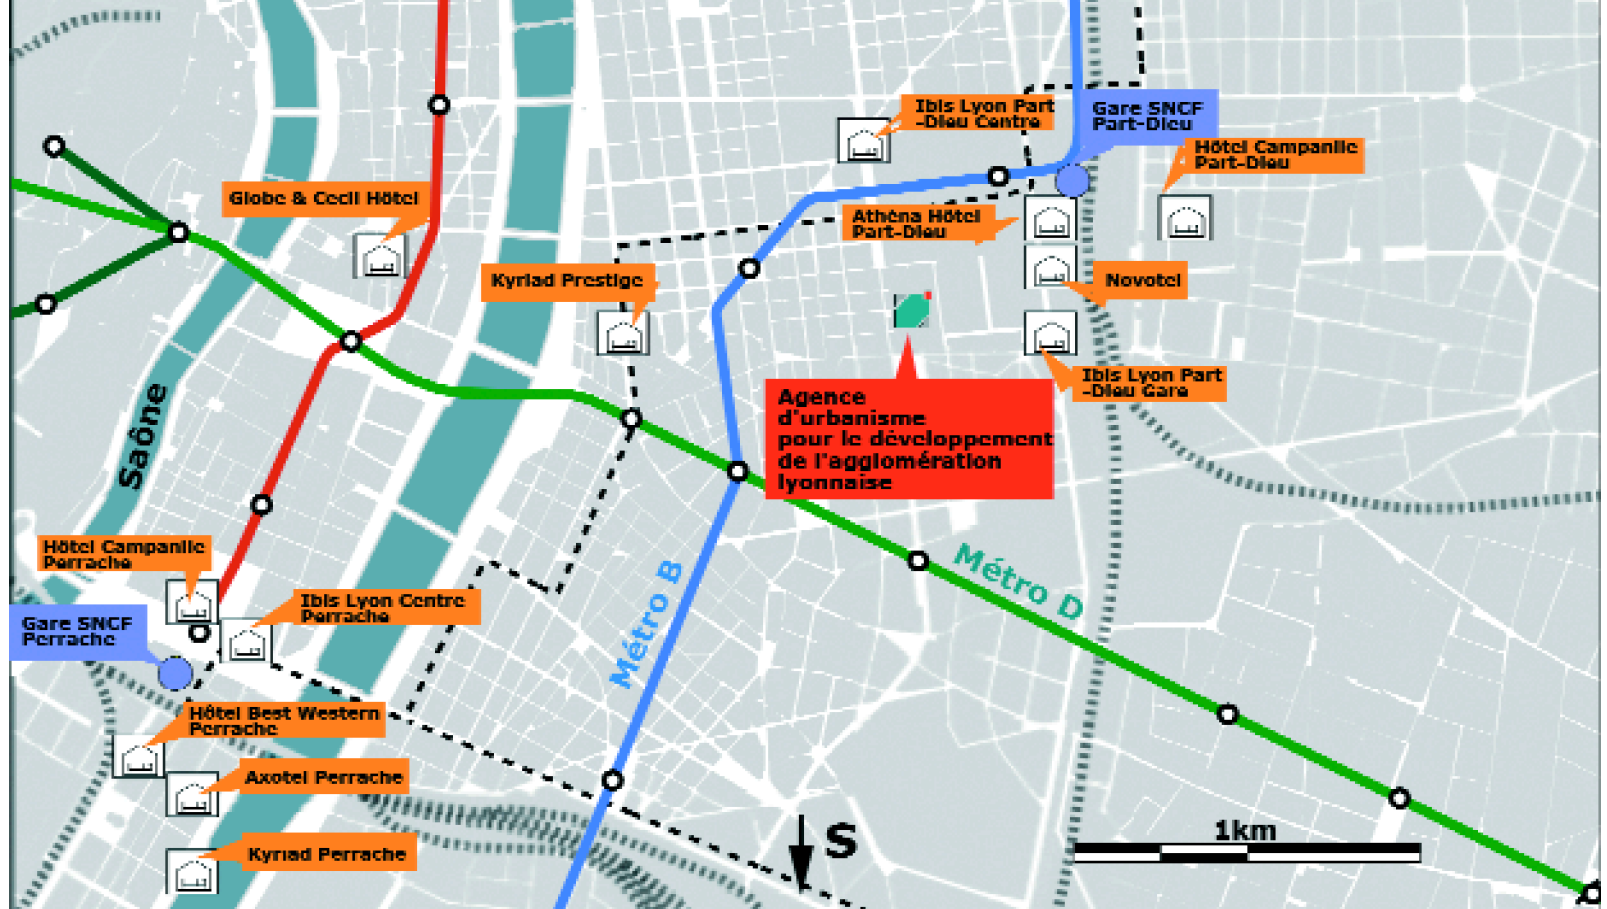 Ibis Lyon Part
-Dieu Centre
Gare SNCF
Part-Dieu
Hôtel Campanile
Part-Dieu
Globe & Cecil Hôtel
Athéna Hôtel
Part-Dieu
Kyriad Prestige
Novotel
Ibis Lyon Part
-Dieu Gare
Agence
d'urbanisme
pour le développement
de l'agglomération
lyonnaise
Saône
Hôtel Campanile
Perrache
Ibis Lyon Centre
Perrache
Gare SNCF
Perrache
Métro B
Métro D
Hôtel Best Western
Perrache
Axotel Perrache
Kyriad Perrache
1km
S